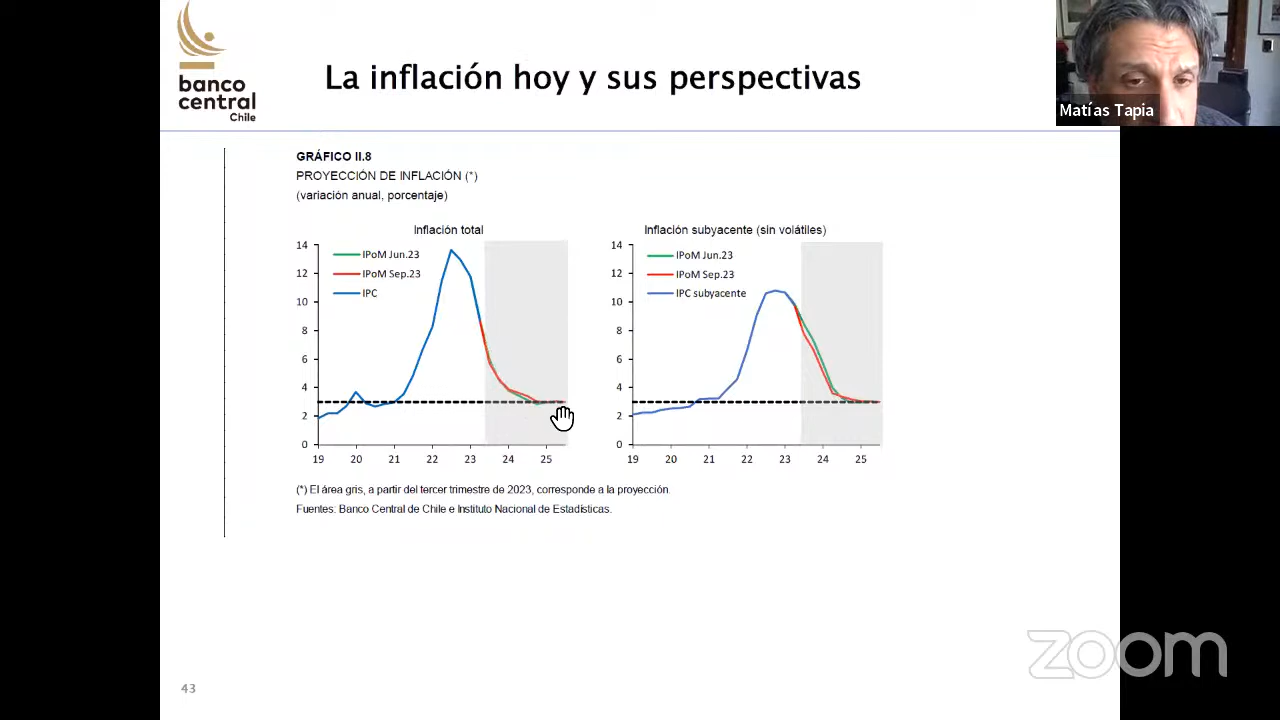 banco
central
Chile
La inflación hoy y sus perspectivas
Matías Tapia
GRÁFICO II.8
PROYECCIÓN DE INFLACIÓN (*)
(variación anual, porcentaje)
Inflación total
14
12
10
8
6
4
2
0
IPoM Jun.23
IPoM Sep.23
IPC
19 20 21 22 23 24 25
Inflación subyacente (sin volátiles)
14
12
10
8
6
4
2
0
IPoM Jun.23
IPoM Sep.23
IPC subyacente
19 20 21 22 23 24 25
(*) El área gris, a partir del tercer trimestre de 2023, corresponde a la proyección.
Fuentes: Banco Central de Chile e Instituto Nacional de Estadísticas.
zoom
43